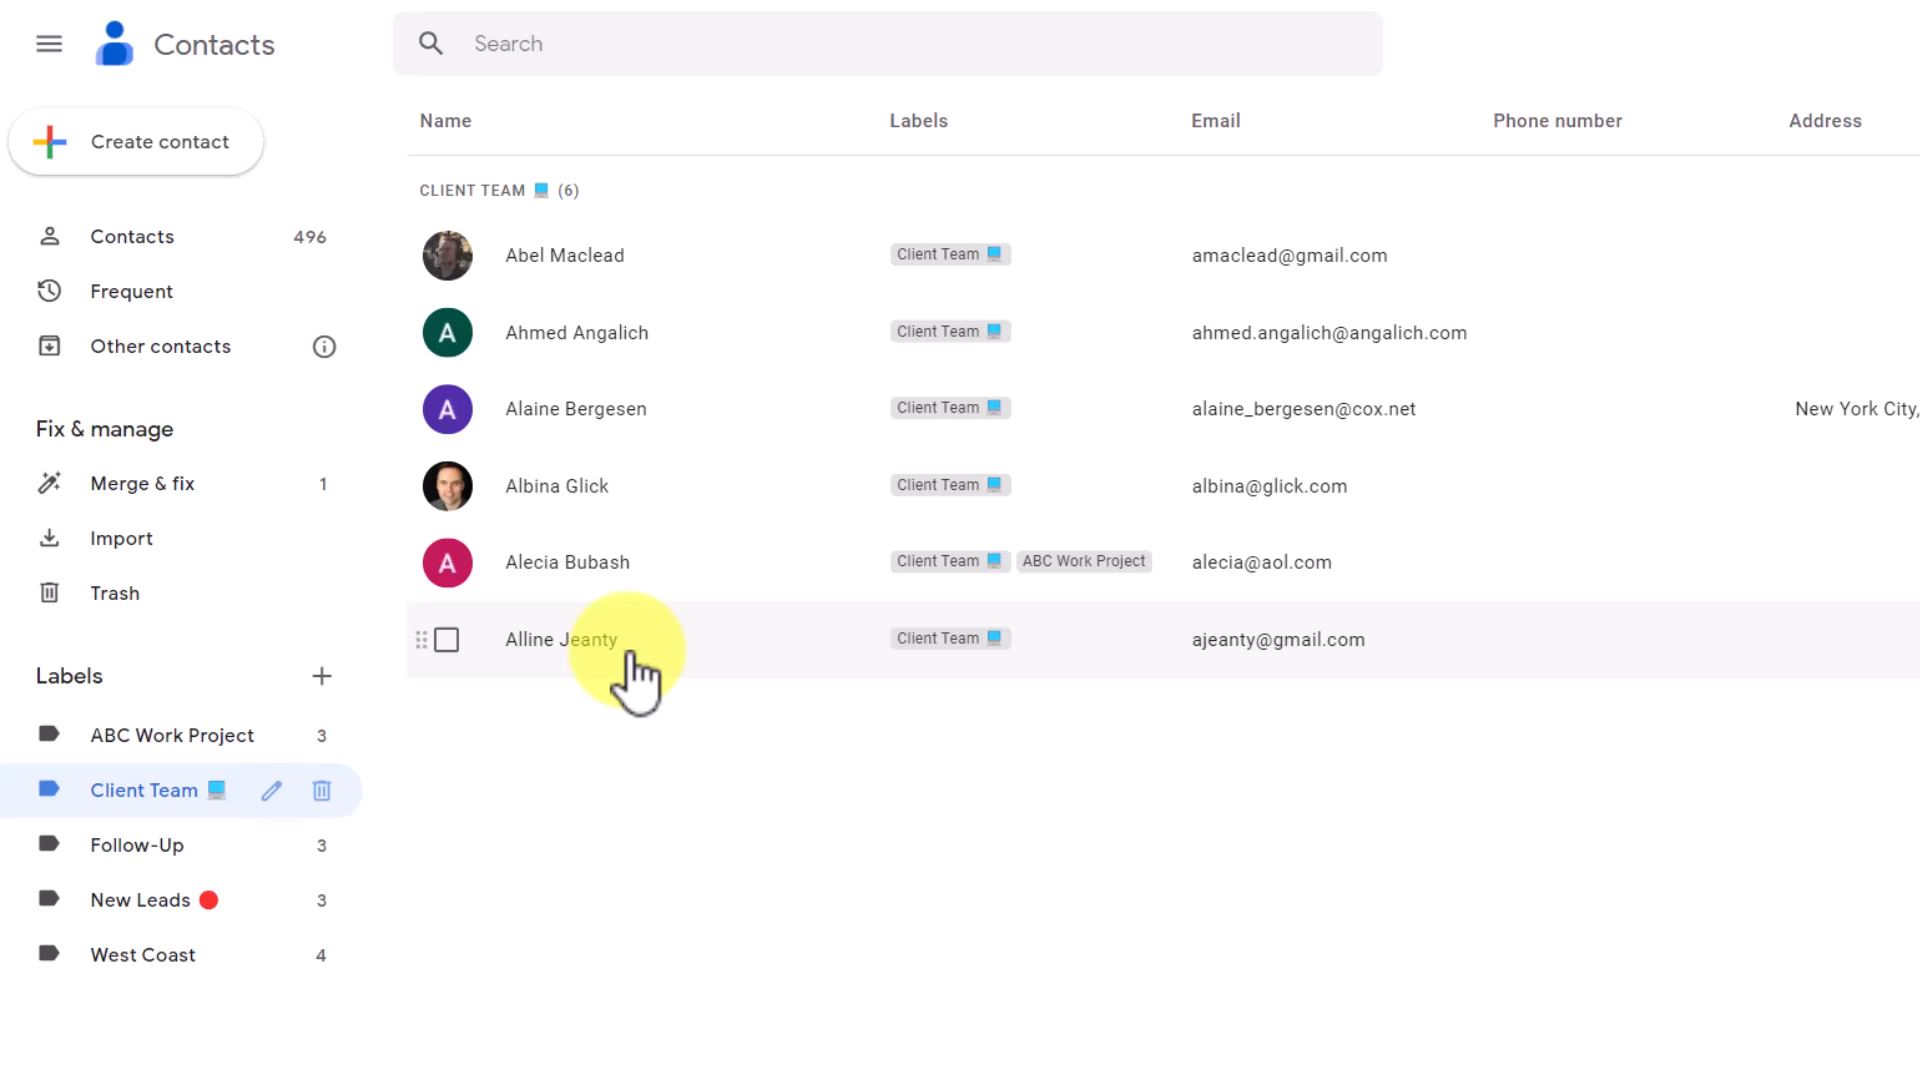 Contacts
Search
Create contact
Contacts 496
Frequent
Other contacts
Fix & manage
Merge & fix 1
Import
Trash
Labels
ABC Work Project 3
Client Team
Follow-Up 3
New Leads 3
West Coast 4
Name Labels Email Phone number Address
CLIENT TEAM (6)
A
Abel Maclead Client Team amaclead@gmail.com
A Ahmed Angalich Client Team ahmed.angalich@angalich.com
A Alaine Bergesen Client Team alaine_bergesen@cox.net New York City,
Albina Glick Client Team albina@glick.com
A Alecia Bubash Client Team ABC Work Project alecia@aol.com
Alline Jeanty Client Team ajeanty@gmail.com